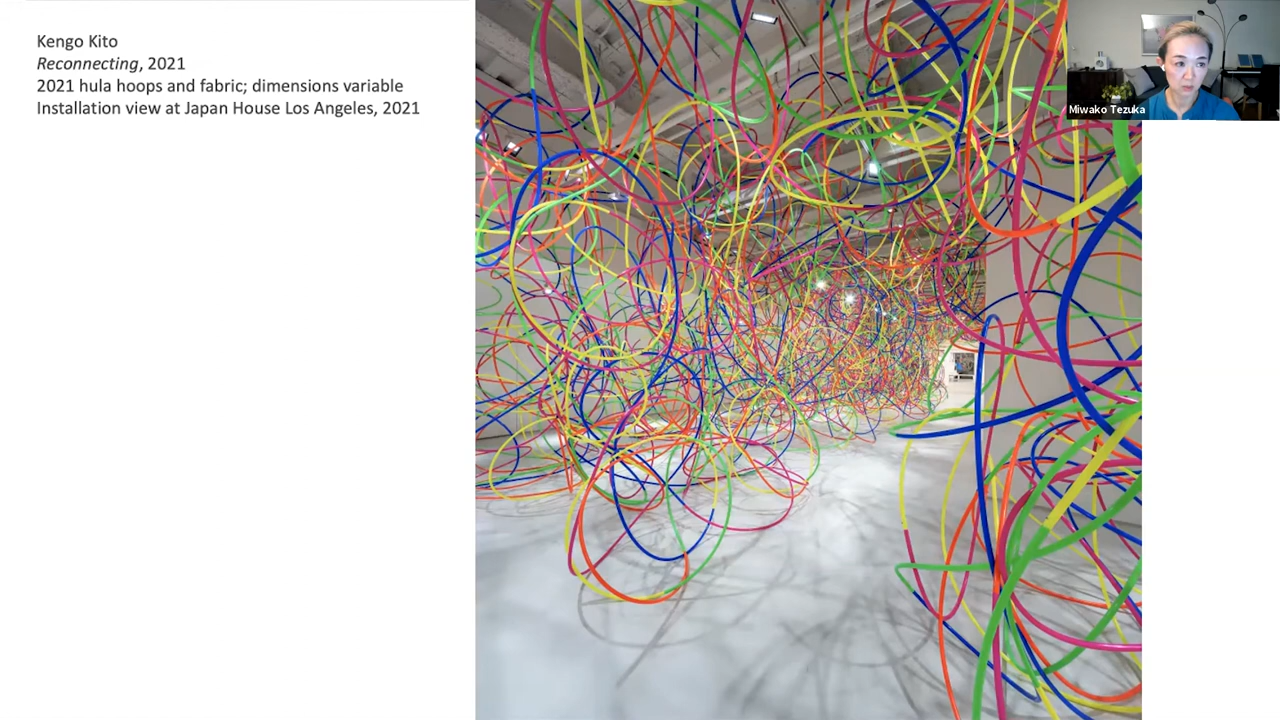 Kengo Kito
Reconnecting, 2021
2021 hula hoops and fabric; dimensions variable
Installation view at Japan House Los Angeles, 2021
Miwako Tezuka